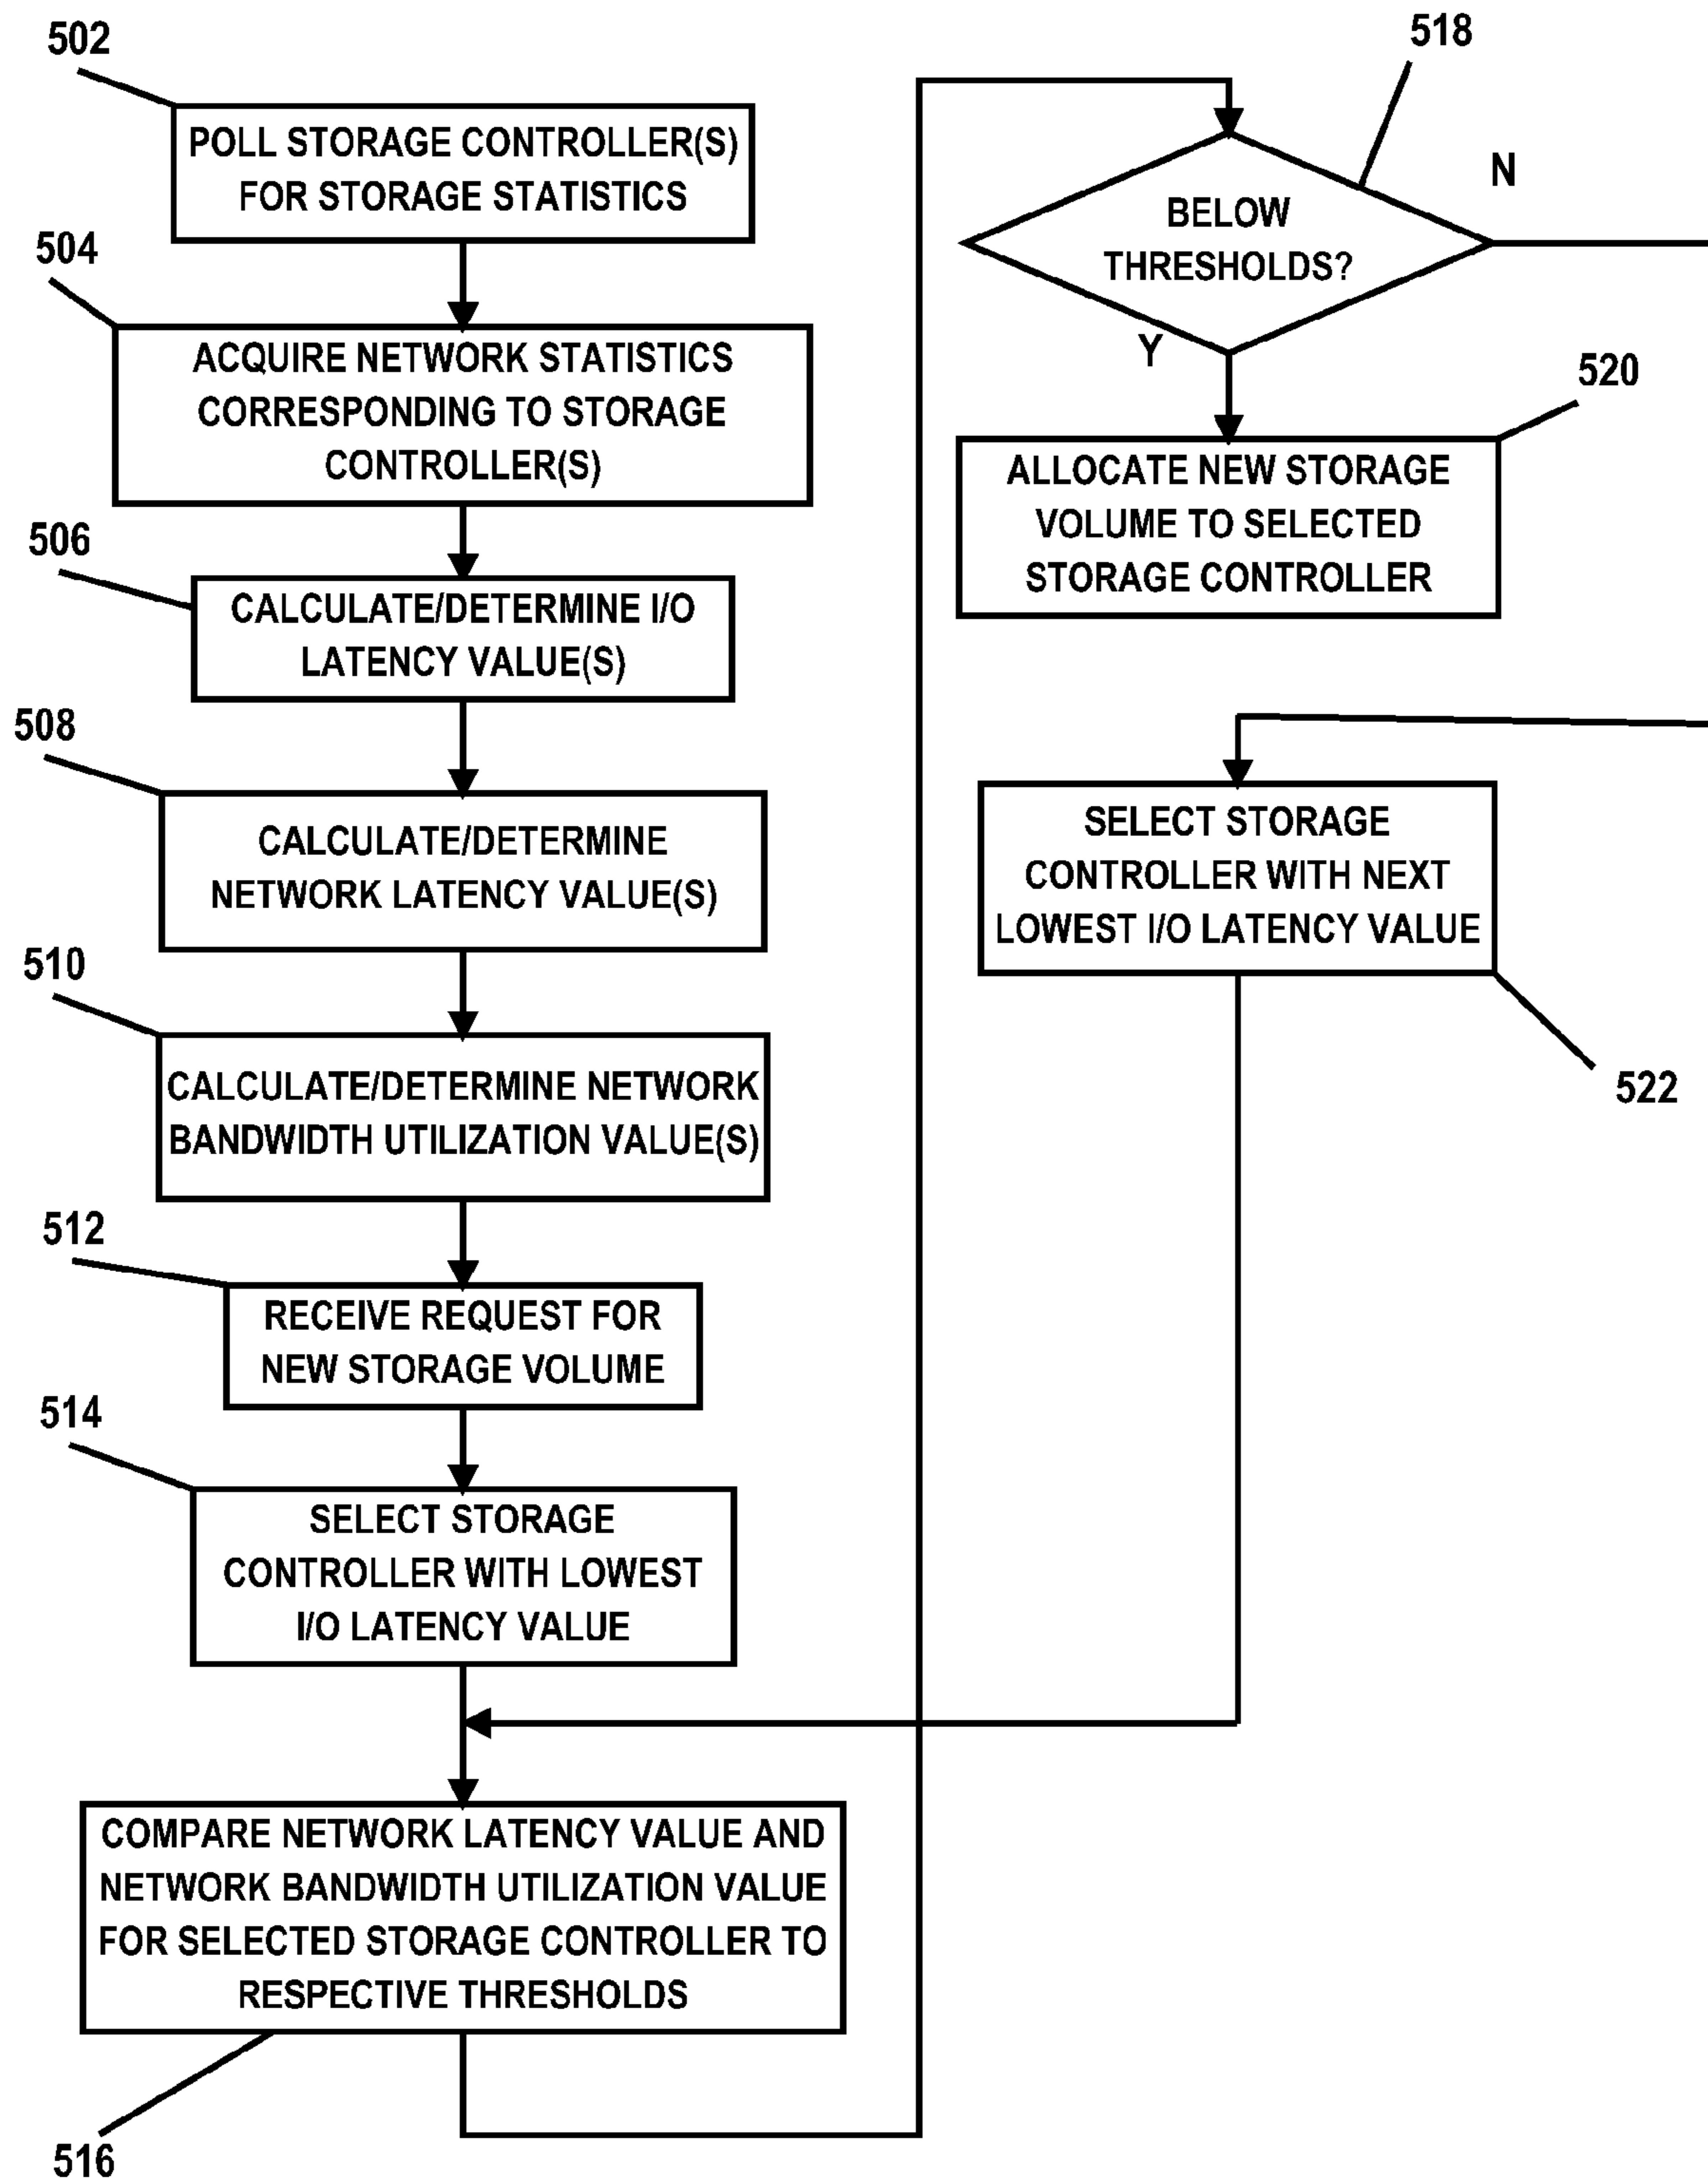 502
POLL STORAGE CONTROLLER(S)
FOR STORAGE STATISTICS
504
ACQUIRE NETWORK STATISTICS
CORRESPONDING TO STORAGE
CONTROLLER(S)
506
CALCULATE/DETERMINE I/O
LATENCY VALUE(S)
508
CALCULATE/DETERMINE
NETWORK LATENCY VALUE(S)
510
CALCULATE/DETERMINE NETWORK
BANDWIDTH UTILIZATION VALUE(S)
512
RECEIVE REQUEST FOR
NEW STORAGE VOLUME
514
SELECT STORAGE
CONTROLLER WITH LOWEST
I/O LATENCY VALUE
COMPARE NETWORK LATENCY VALUE AND
NETWORK BANDWIDTH UTILIZATION VALUE
FOR SELECTED STORAGE CONTROLLER TO
RESPECTIVE THRESHOLDS
516
518
BELOW
THRESHOLDS?
N
Y
520
ALLOCATE NEW STORAGE
VOLUME TO SELECTED
STORAGE CONTROLLER
SELECT STORAGE
CONTROLLER WITH NEXT
LOWEST I/O LATENCY VALUE
522